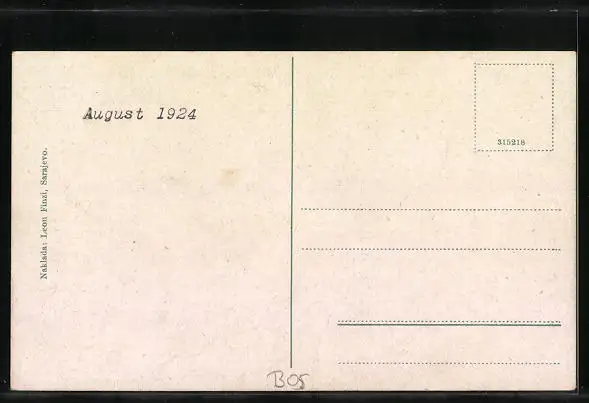 August 1924
315218
Naklada: Leon Finzi, Sarajevo.
BOS